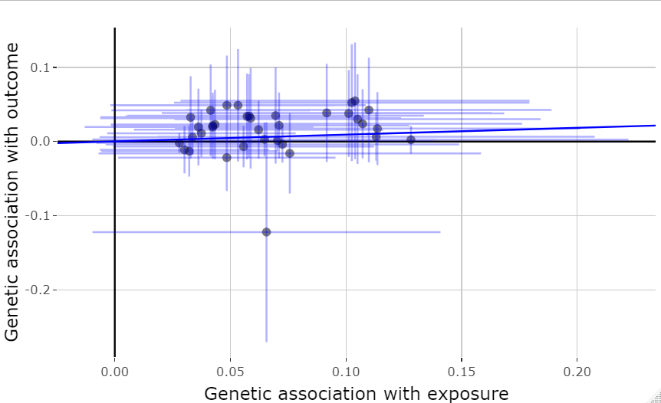 Genetic association with outcome
0.1
0.0
-0.1
-0.2
0.00 0.05 0.10 0.15 0.20
Genetic association with exposure